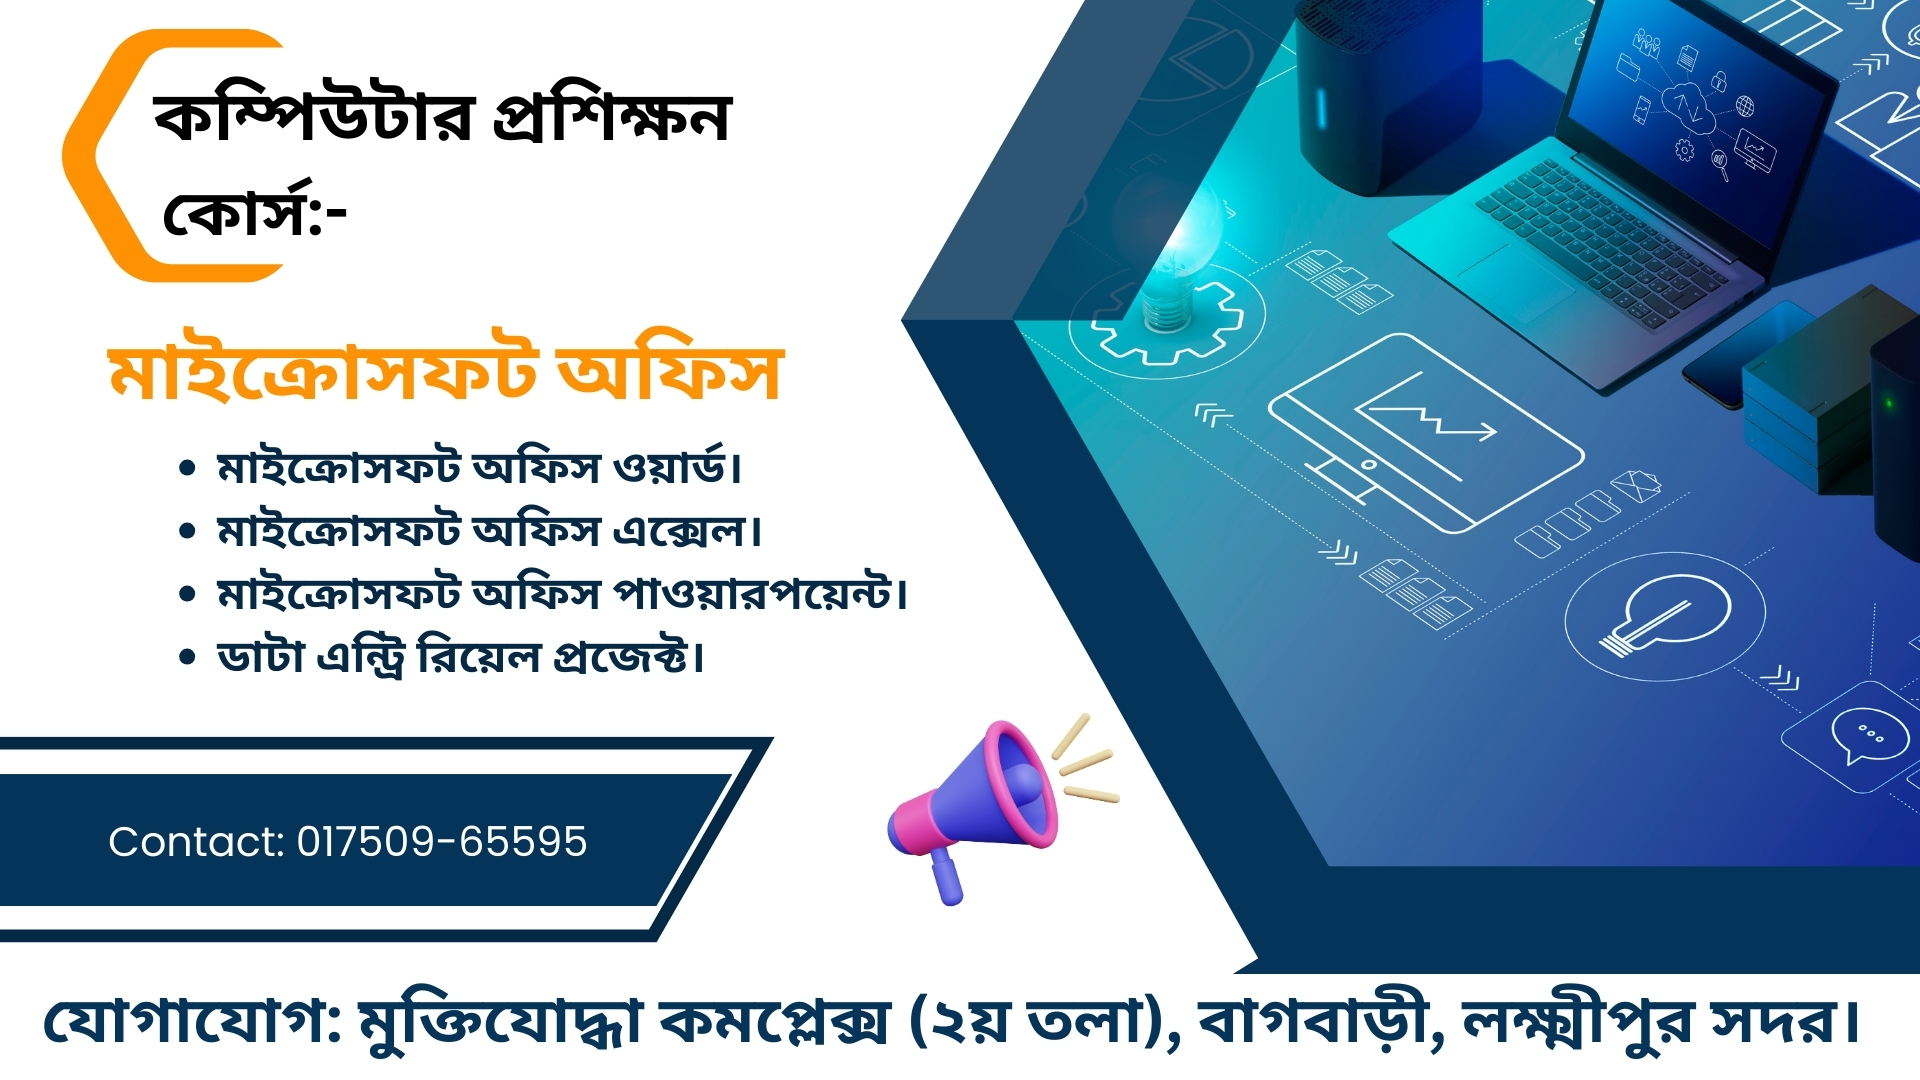 কম্পিউটার প্রশিক্ষন
কোর্স:-
মাইক্রোসফট অফিস
• মাইক্রোসফট অফিস ওয়ার্ড।
• মাইক্রোসফট অফিস এক্সেল।
• মাইক্রোসফট অফিস পাওয়ারপয়েন্ট।
• ডাটা এন্ট্রি রিয়েল প্রজেক্ট।
Contact: 017509-65595
যোগাযোগ: মুক্তিযোদ্ধা কমপ্লেক্স (২য় তলা), বাগবাড়ী, লক্ষ্মীপুর সদর।